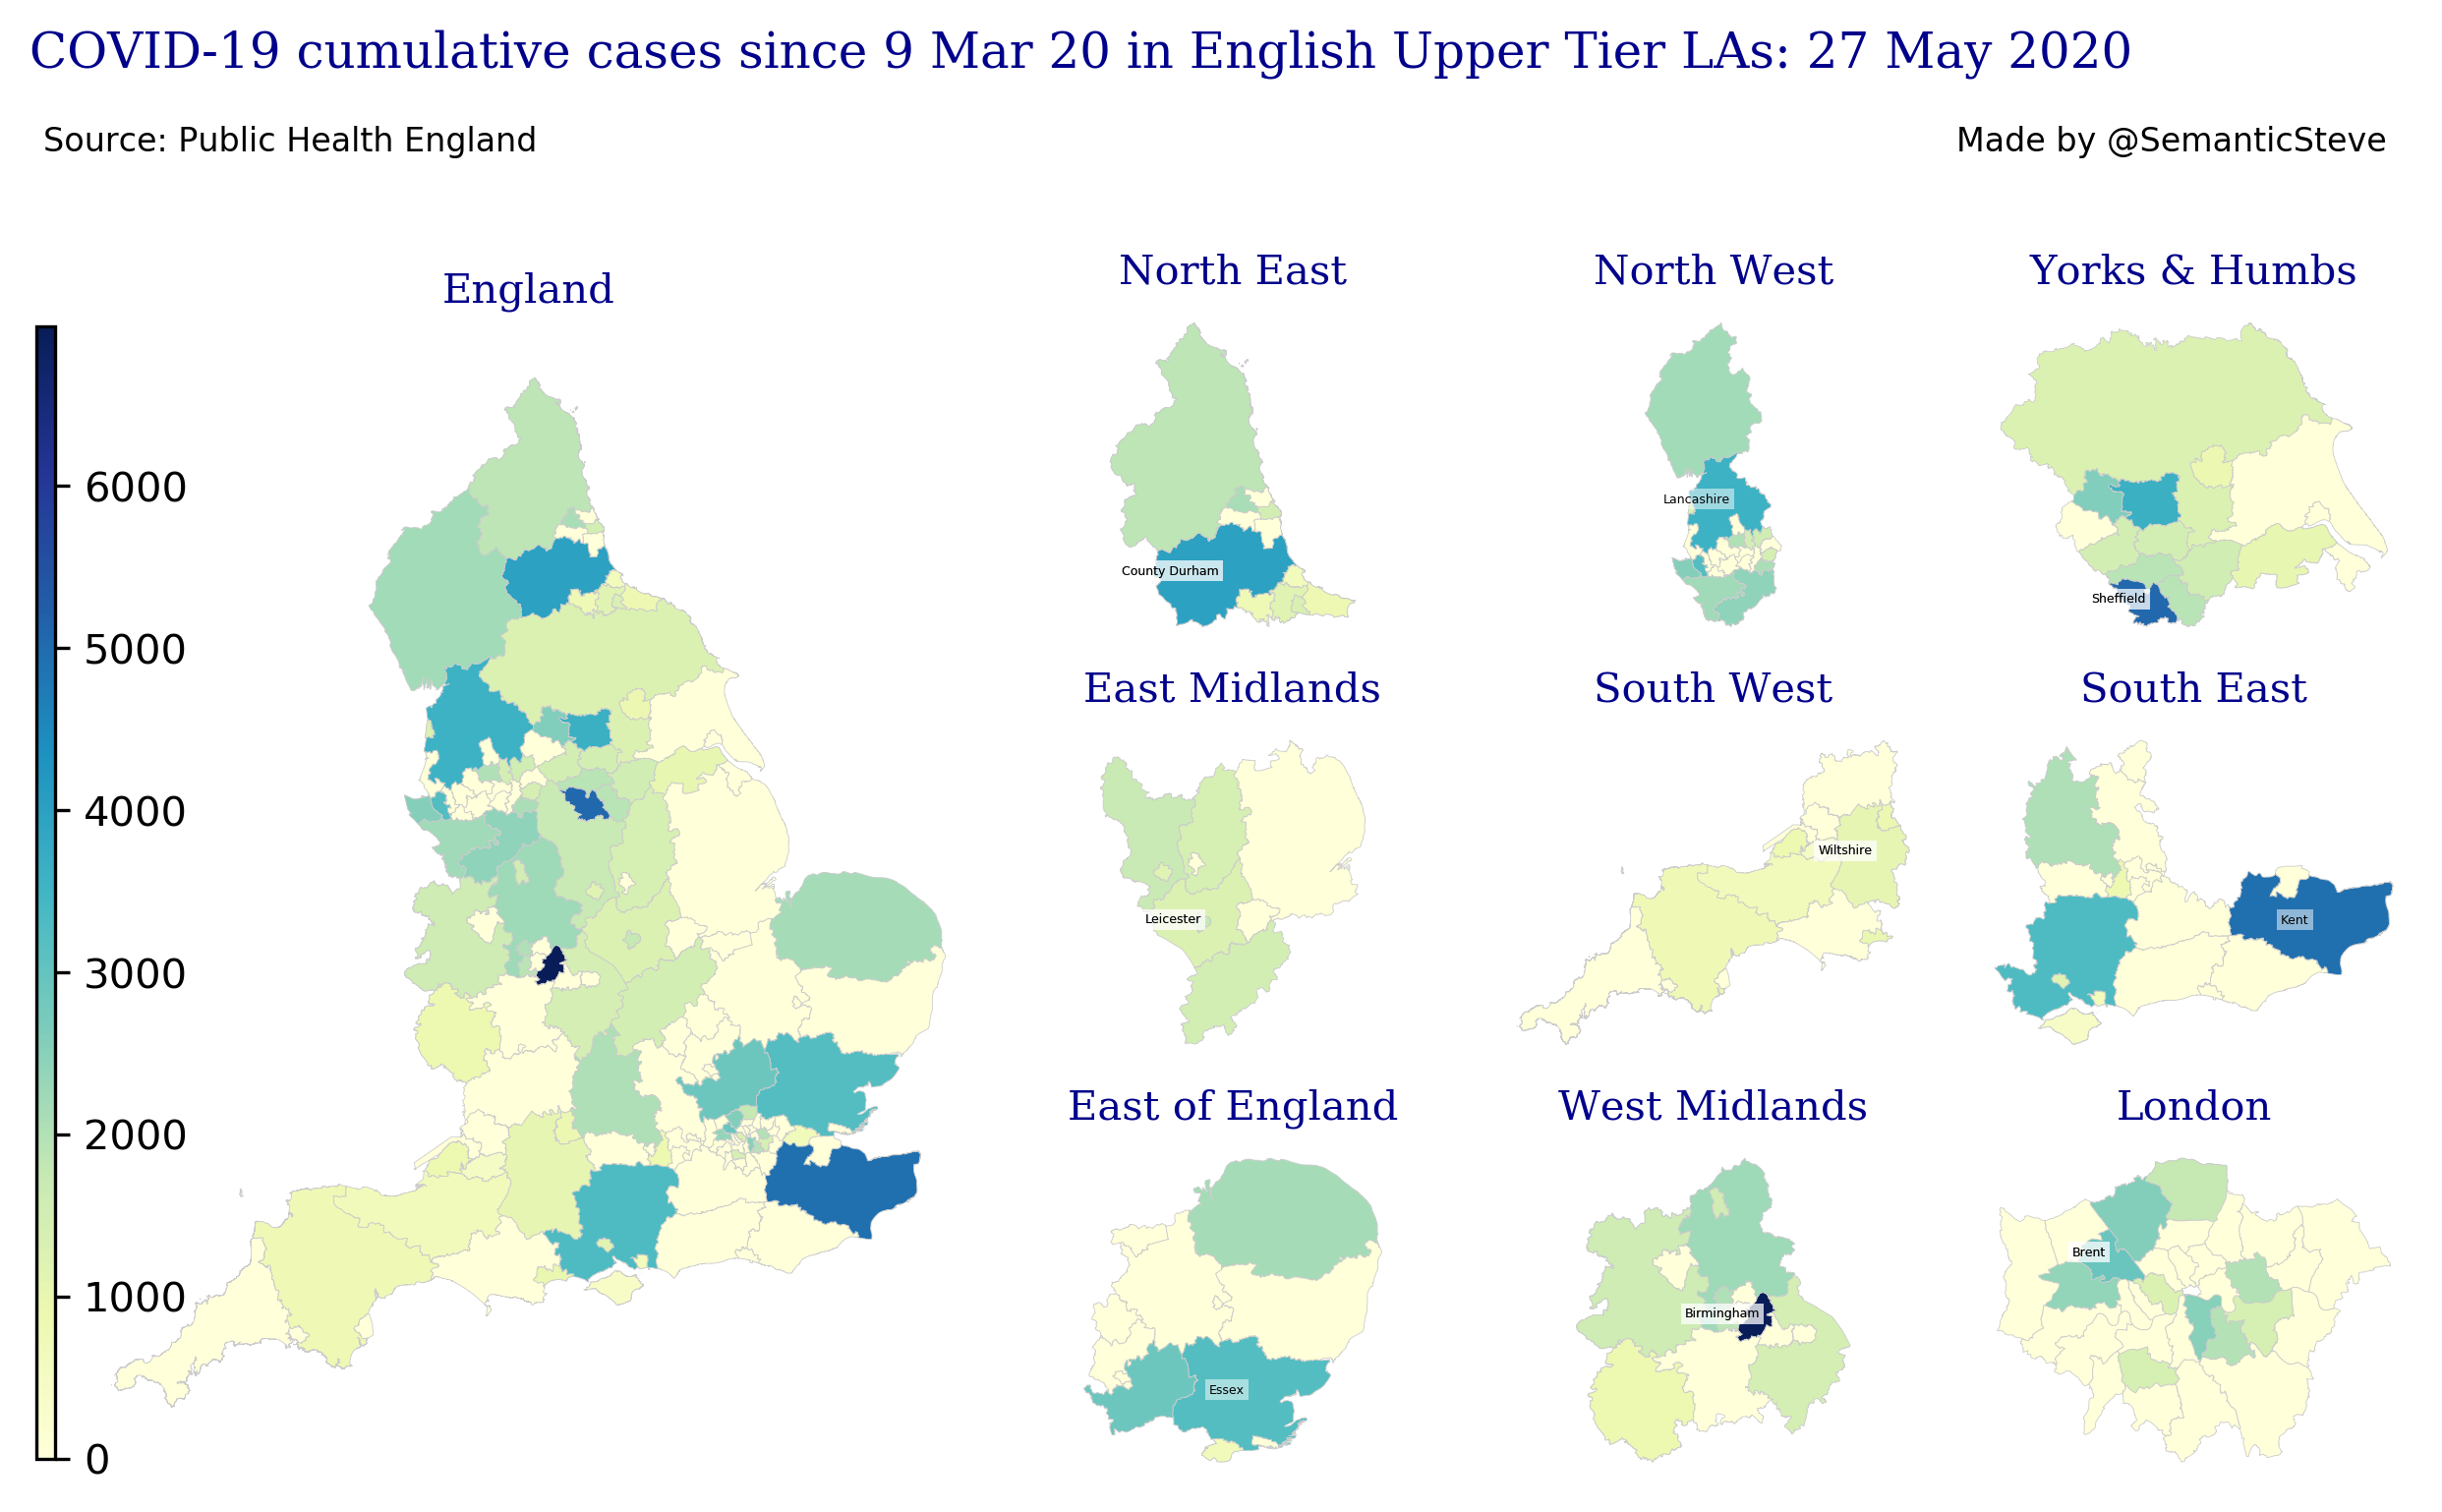 COVID-19 cumulative cases since 9 Mar 20 in English Upper Tier LAs: 27 May 2020
Source: Public Health England
Made by @SemanticSteve
England
6000
5000
4000
3000
2000
1000
0
North East
County Durham
North West
Lancashire
Yorks & Humbs
Sheffield
East Midlands
Leicester
South West
Wiltshire
South East
Kent
East of England
Essex
West Midlands
Birmingham
London
Brent